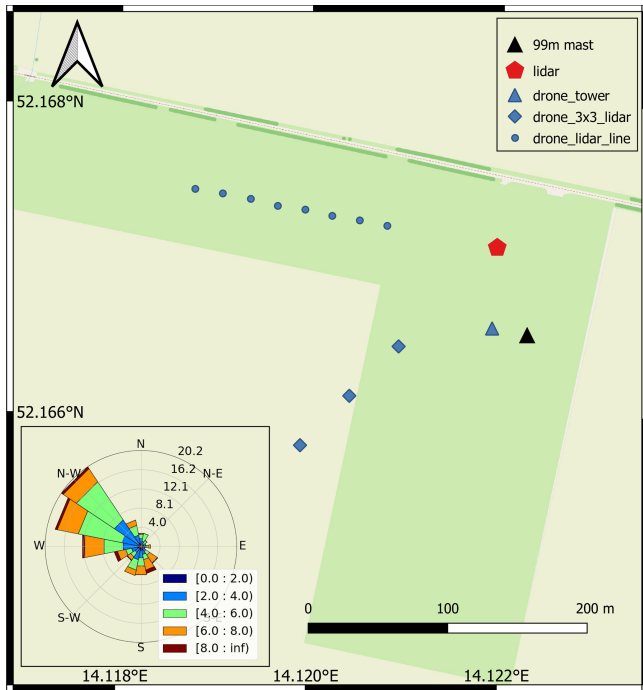 99m mast
lidar
drone_tower
drone_3x3_lidar
drone_lidar_line
52.168°N
52.166°N
N
20.2
N-W
16.2
N-E
12.1
8.1
4.0
W
E
[0.0 : 2.0)
[2.0 : 4.0)
[4.0 : 6.0)
S-W
S-E
[6.0 : 8.0)
[8.0 : inf)
S
0
100
200 m
14.118°E
14.120°E
14.122°E